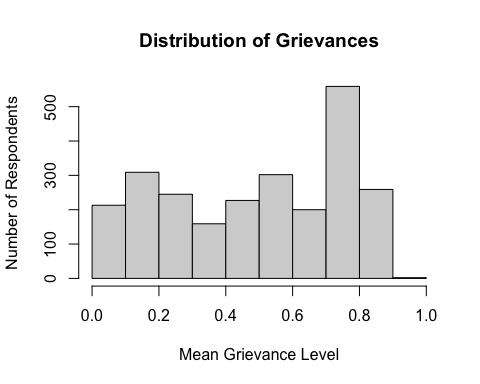 Distribution of Grievances
Number of Respondents
500
300
100
0
0.0 0.2 0.4 0.6 0.8 1.0
Mean Grievance Level